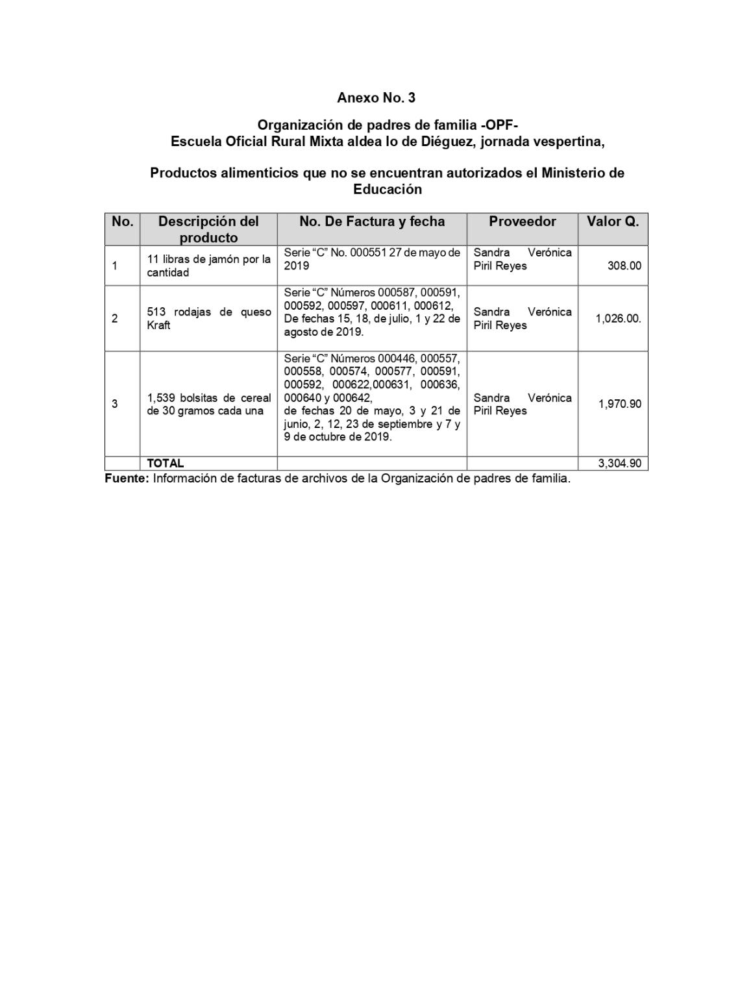 Anexo No. 3
Organización de padres de familia -OPF-
Escuela Oficial Rural Mixta aldea lo de Diéguez, jornada vespertina,
Productos alimenticios que no se encuentran autorizados el Ministerio de
Educación
No.
Descripción del
producto
No. De Factura y fecha
Proveedor
Valor Q.
1
11 libras de jamón por la
cantidad
Serie “C” No. 000551 27 de mayo de
2019
Sandra Verónica
Piril Reyes
308.00
2
513 rodajas de queso
Kraft
Serie “C” Números 000587, 000591,
000592, 000597, 000611, 000612,
De fechas 15, 18, de julio, 1 y 22 de
agosto de 2019.
Sandra Verónica
Piril Reyes
1,026.00.
3
1,539 bolsitas de cereal
de 30 gramos cada una
Serie “C” Números 000446, 000557,
000558, 000574, 000577, 000591,
000592, 000622,000631, 000636,
000640 y 000642,
de fechas 20 de mayo, 3 y 21 de
junio, 2, 12, 23 de septiembre y 7 y
9 de octubre de 2019.
Sandra Verónica
Piril Reyes
1,970.90
TOTAL
3,304.90
Fuente: Información de facturas de archivos de la Organización de padres de familia.